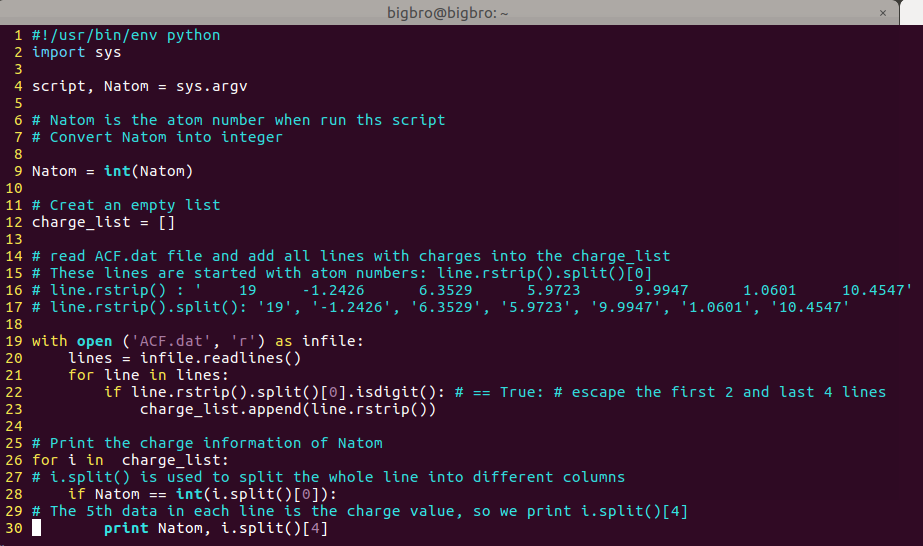 bigbro@bigbro: ~ ×
1 #!/usr/bin/env python
2 import sys
3
4 script, Natom = sys.argv
5
6 # Natom is the atom number when run ths script
7 # Convert Natom into integer
8
9 Natom = int(Natom)
10
11 # Creat an empty list
12 charge_list = []
13
14 # read ACF.dat file and add all lines with charges into the charge_list
15 # These lines are started with atom numbers: line.rstrip().split()[0]
16 # line.rstrip() : '    19     -1.2426      6.3529      5.9723      9.9947      1.0601     10.4547'
17 # line.rstrip().split(): '19', '-1.2426', '6.3529', '5.9723', '9.9947', '1.0601', '10.4547'
18
19 with open ('ACF.dat', 'r') as infile:
20     lines = infile.readlines()
21     for line in lines:
22         if line.rstrip().split()[0].isdigit(): # == True: # escape the first 2 and last 4 lines
23             charge_list.append(line.rstrip())
24
25 # Print the charge information of Natom
26 for i in  charge_list:
27 # i.split() is used to split the whole line into different columns
28     if Natom == int(i.split()[0]):
29 # The 5th data in each line is the charge value, so we print i.split()[4]
30         print Natom, i.split()[4]